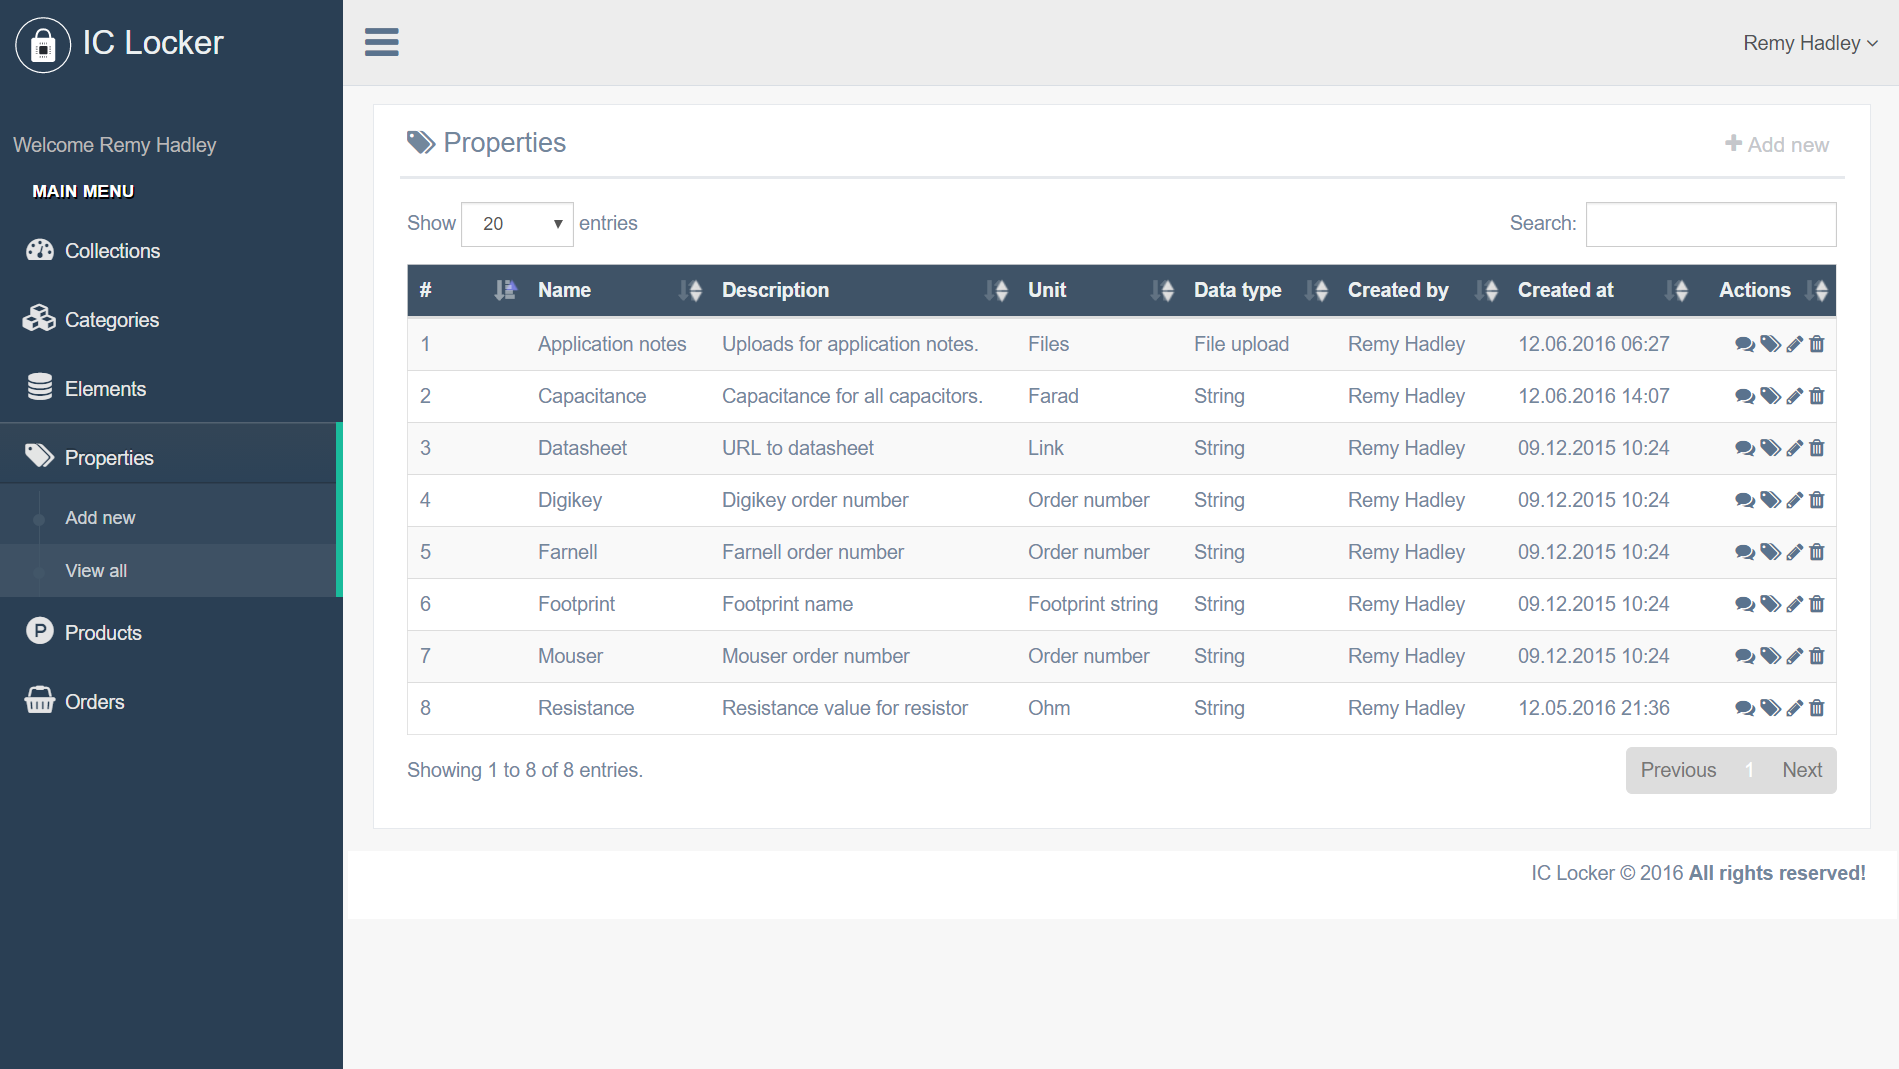 IC Locker
Remy Hadley
Welcome Remy Hadley
MAIN MENU
Collections
Categories
Elements
Properties
Add new
View all
P Products
Orders
Properties
Add new
Show 20 entries
Search:
# Name Description Unit Data type Created by Created at Actions
1 Application notes Uploads for application notes. Files File upload Remy Hadley 12.06.2016 06:27
2 Capacitance Capacitance for all capacitors. Farad String Remy Hadley 12.06.2016 14:07
3 Datasheet URL to datasheet Link String Remy Hadley 09.12.2015 10:24
4 Digikey Digikey order number Order number String Remy Hadley 09.12.2015 10:24
5 Farnell Farnell order number Order number String Remy Hadley 09.12.2015 10:24
6 Footprint Footprint name Footprint string String Remy Hadley 09.12.2015 10:24
7 Mouser Mouser order number Order number String Remy Hadley 09.12.2015 10:24
8 Resistance Resistance value for resistor Ohm String Remy Hadley 12.05.2016 21:36
Showing 1 to 8 of 8 entries.
Previous 1 Next
IC Locker © 2016 All rights reserved!